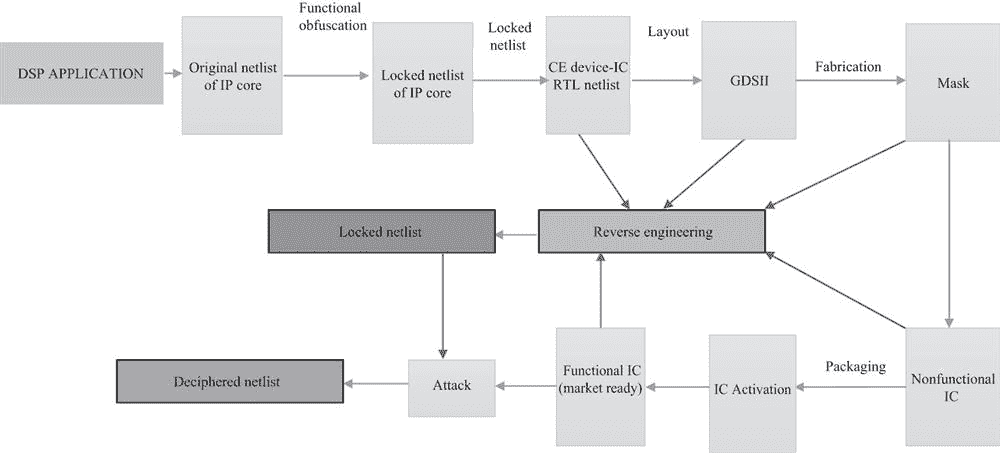 Functional
obfuscation
Locked
netlist
Layout
Fabrication
DSP APPLICATION
Original netlist
of IP core
Locked netlist
of IP core
CE device-IC
RTL netlist
GDSII
Mask
Locked netlist
Reverse engineering
Packaging
Deciphered netlist
Attack
Functional IC
(market ready)
IC Activation
Nonfunctional
IC